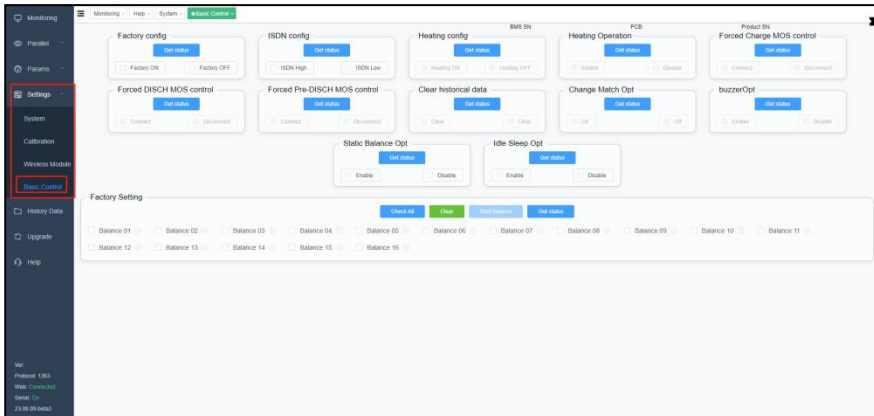 Monitoring
Parallel
Params
Settings
System
Calibration
Wireless Module
Basic Control
History Data
Upgrade
Help
Ver:
Protocol: 1363
Web: Connected
Serial: On
23.08.09-beta2
Monitoring Help System Basic Control
BMS SN: PCB: Product SN:
Factory config ISDN config Heating config Heating Operation Forced Charge MOS control
Get status Get status Get status Get status Get status
Factory ON Factory OFF ISDN High ISDN Low Heating ON Heating OFF Enable Disable Connect Disconnect
Forced DISCH MOS control Forced Pre-DISCH MOS control Clear historical data Change Match Opt buzzerOpt
Get status Get status Get status Get status Get status
Connect Disconnect Connect Disconnect Clear Clear On Off Enable Disable
Static Balance Opt Idle Sleep Opt
Get status Get status
Enable Disable Enable Disable
Factory Setting
Check All Clear Start balance Get status
Balance 01 Balance 02 Balance 03 Balance 04 Balance 05 Balance 06 Balance 07 Balance 08 Balance 09 Balance 10 Balance 11
Balance 12 Balance 13 Balance 14 Balance 15 Balance 16